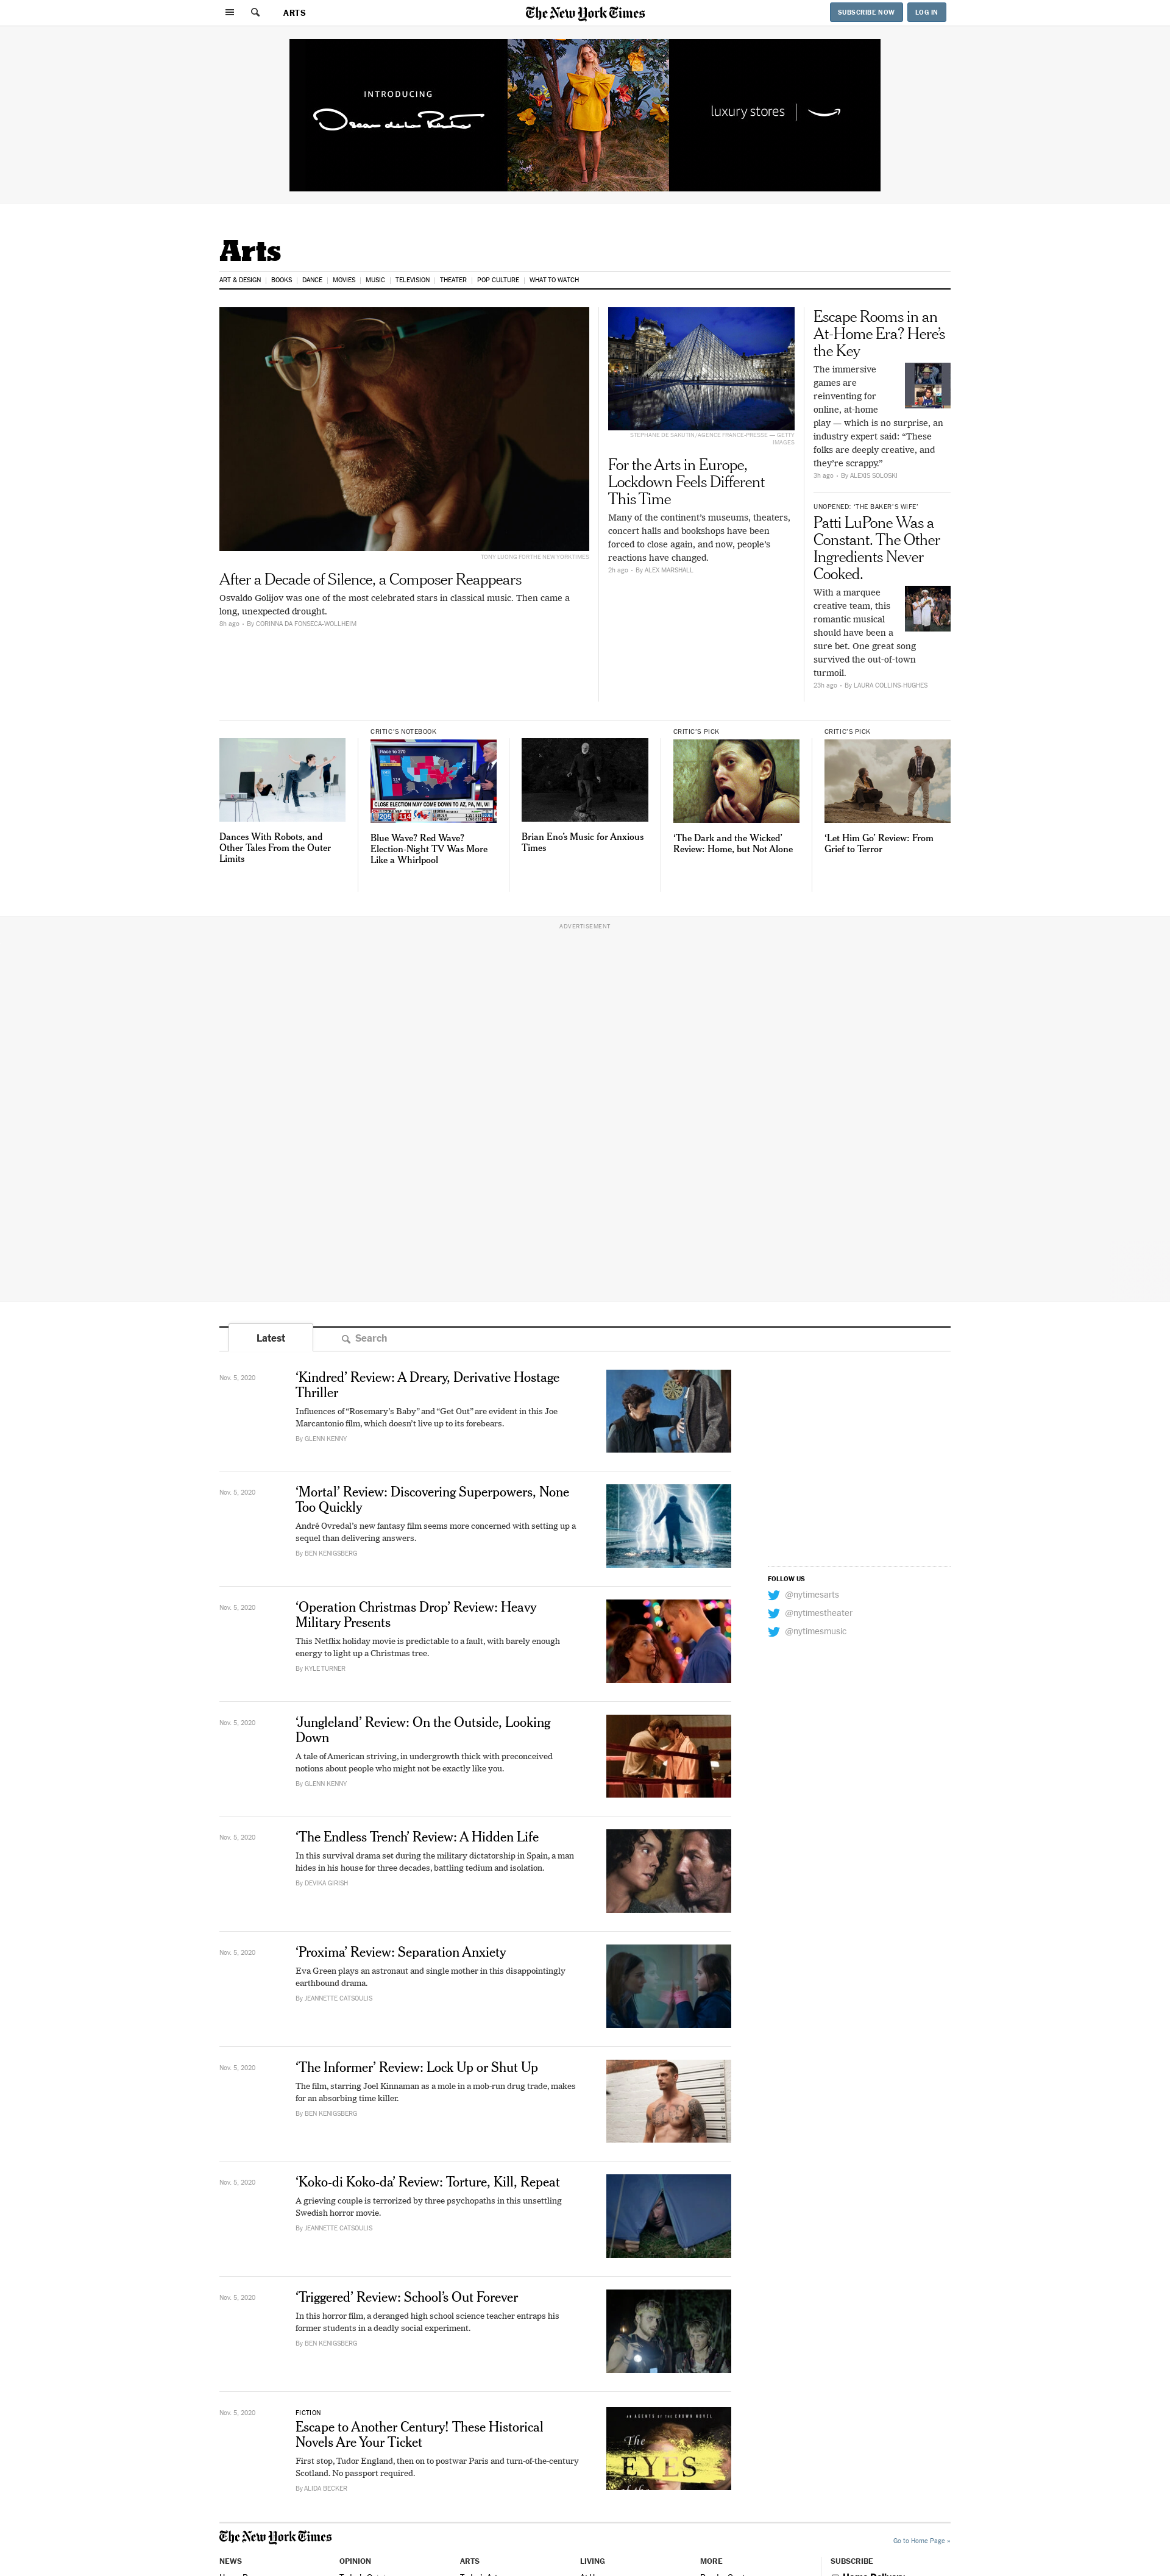 ARTS
The New York Times
SUBSCRIBE NOW
LOG IN
INTRODUCING
Oscar de la Renta
luxury stores
Arts
ART & DESIGN
BOOKS
DANCE
MOVIES
MUSIC
TELEVISION
THEATER
POP CULTURE
WHAT TO WATCH
TONY LUONG FOR THE NEW YORK TIMES
After a Decade of Silence, a Composer Reappears
Osvaldo Golijov was one of the most celebrated stars in classical music. Then came a
long, unexpected drought.
8h ago • By CORINNA DA FONSECA-WOLLHEIM
STEPHANE DE SAKUTIN/AGENCE FRANCE-PRESSE — GETTY
IMAGES
For the Arts in Europe,
Lockdown Feels Different
This Time
Many of the continent's museums, theaters,
concert halls and bookshops have been
forced to close again, and now, people's
reactions have changed.
2h ago • By ALEX MARSHALL
Escape Rooms in an
At-Home Era? Here's
the Key
The immersive
games are
reinventing for
online, at-home
play — which is no surprise, an
industry expert said: “These
folks are deeply creative, and
they're scrappy.”
3h ago • By ALEXIS SOLOSKI
UNOPENED: ‘THE BAKER’S WIFE’
Patti LuPone Was a
Constant. The Other
Ingredients Never
Cooked.
With a marquee
creative team, this
romantic musical
should have been a
sure bet. One great song
survived the out-of-town
turmoil.
23h ago • By LAURA COLLINS-HUGHES
Dances With Robots, and
Other Tales From the Outer
Limits
CRITIC’S NOTEBOOK
Race to 270
CLOSE ELECTION MAY COME DOWN TO AZ, PA, MI, WI
Blue Wave? Red Wave?
Election-Night TV Was More
Like a Whirlpool
Brian Eno’s Music for Anxious
Times
CRITIC’S PICK
‘The Dark and the Wicked’
Review: Home, but Not Alone
CRITIC’S PICK
‘Let Him Go’ Review: From
Grief to Terror
ADVERTISEMENT
Latest
Search
Nov. 5, 2020
‘Kindred’ Review: A Dreary, Derivative Hostage
Thriller
Influences of “Rosemary’s Baby” and “Get Out” are evident in this Joe
Marcantonio film, which doesn’t live up to its forebears.
By GLENN KENNY
Nov. 5, 2020
‘Mortal’ Review: Discovering Superpowers, None
Too Quickly
André Ovredal’s new fantasy film seems more concerned with setting up a
sequel than delivering answers.
By BEN KENIGSBERG
Nov. 5, 2020
‘Operation Christmas Drop’ Review: Heavy
Military Presents
This Netflix holiday movie is predictable to a fault, with barely enough
energy to light up a Christmas tree.
By KYLE TURNER
Nov. 5, 2020
‘Jungleland’ Review: On the Outside, Looking
Down
A tale of American striving, in undergrowth thick with preconceived
notions about people who might not be exactly like you.
By GLENN KENNY
Nov. 5, 2020
‘The Endless Trench’ Review: A Hidden Life
In this survival drama set during the military dictatorship in Spain, a man
hides in his house for three decades, battling tedium and isolation.
By DEVIKA GIRISH
Nov. 5, 2020
‘Proxima’ Review: Separation Anxiety
Eva Green plays an astronaut and single mother in this disappointingly
earthbound drama.
By JEANNETTE CATSOULIS
Nov. 5, 2020
‘The Informer’ Review: Lock Up or Shut Up
The film, starring Joel Kinnaman as a mole in a mob-run drug trade, makes
for an absorbing time killer.
By BEN KENIGSBERG
Nov. 5, 2020
‘Koko-di Koko-da’ Review: Torture, Kill, Repeat
A grieving couple is terrorized by three psychopaths in this unsettling
Swedish horror movie.
By JEANNETTE CATSOULIS
Nov. 5, 2020
‘Triggered’ Review: School’s Out Forever
In this horror film, a deranged high school science teacher entraps his
former students in a deadly social experiment.
By BEN KENIGSBERG
Nov. 5, 2020
FICTION
Escape to Another Century! These Historical
Novels Are Your Ticket
First stop, Tudor England, then on to postwar Paris and turn-of-the-century
Scotland. No passport required.
By ALIDA BECKER
AN AGENTS OF THE CROWN NOVEL
The
EYES
FOLLOW US
@nytimesarts
@nytimestheater
@nytimesmusic
The New York Times
Go to Home Page »
NEWS
OPINION
ARTS
LIVING
MORE
SUBSCRIBE